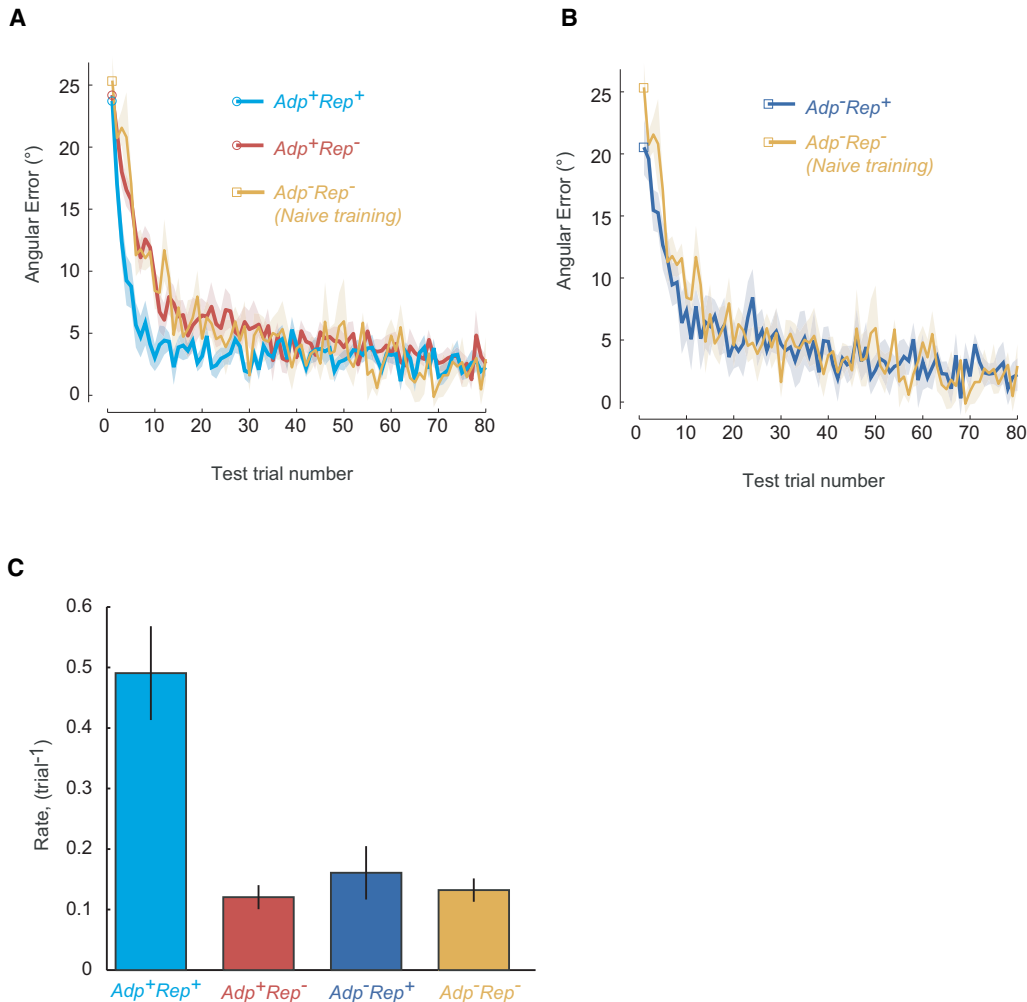 A
Angular Error (°)
25
20
15
10
5
0
Adp⁺Rep⁺
Adp⁺Rep⁻
Adp⁻Rep⁻
(Naive training)
0 10 20 30 40 50 60 70 80
Test trial number
B
Angular Error (°)
25
20
15
10
5
0
Adp⁻Rep⁺
Adp⁻Rep⁻
(Naive training)
0 10 20 30 40 50 60 70 80
Test trial number
C
Rate, (trial⁻¹)
0.6
0.5
0.4
0.3
0.2
0.1
0
Adp⁺Rep⁺ Adp⁺Rep⁻ Adp⁻Rep⁺ Adp⁻Rep⁻